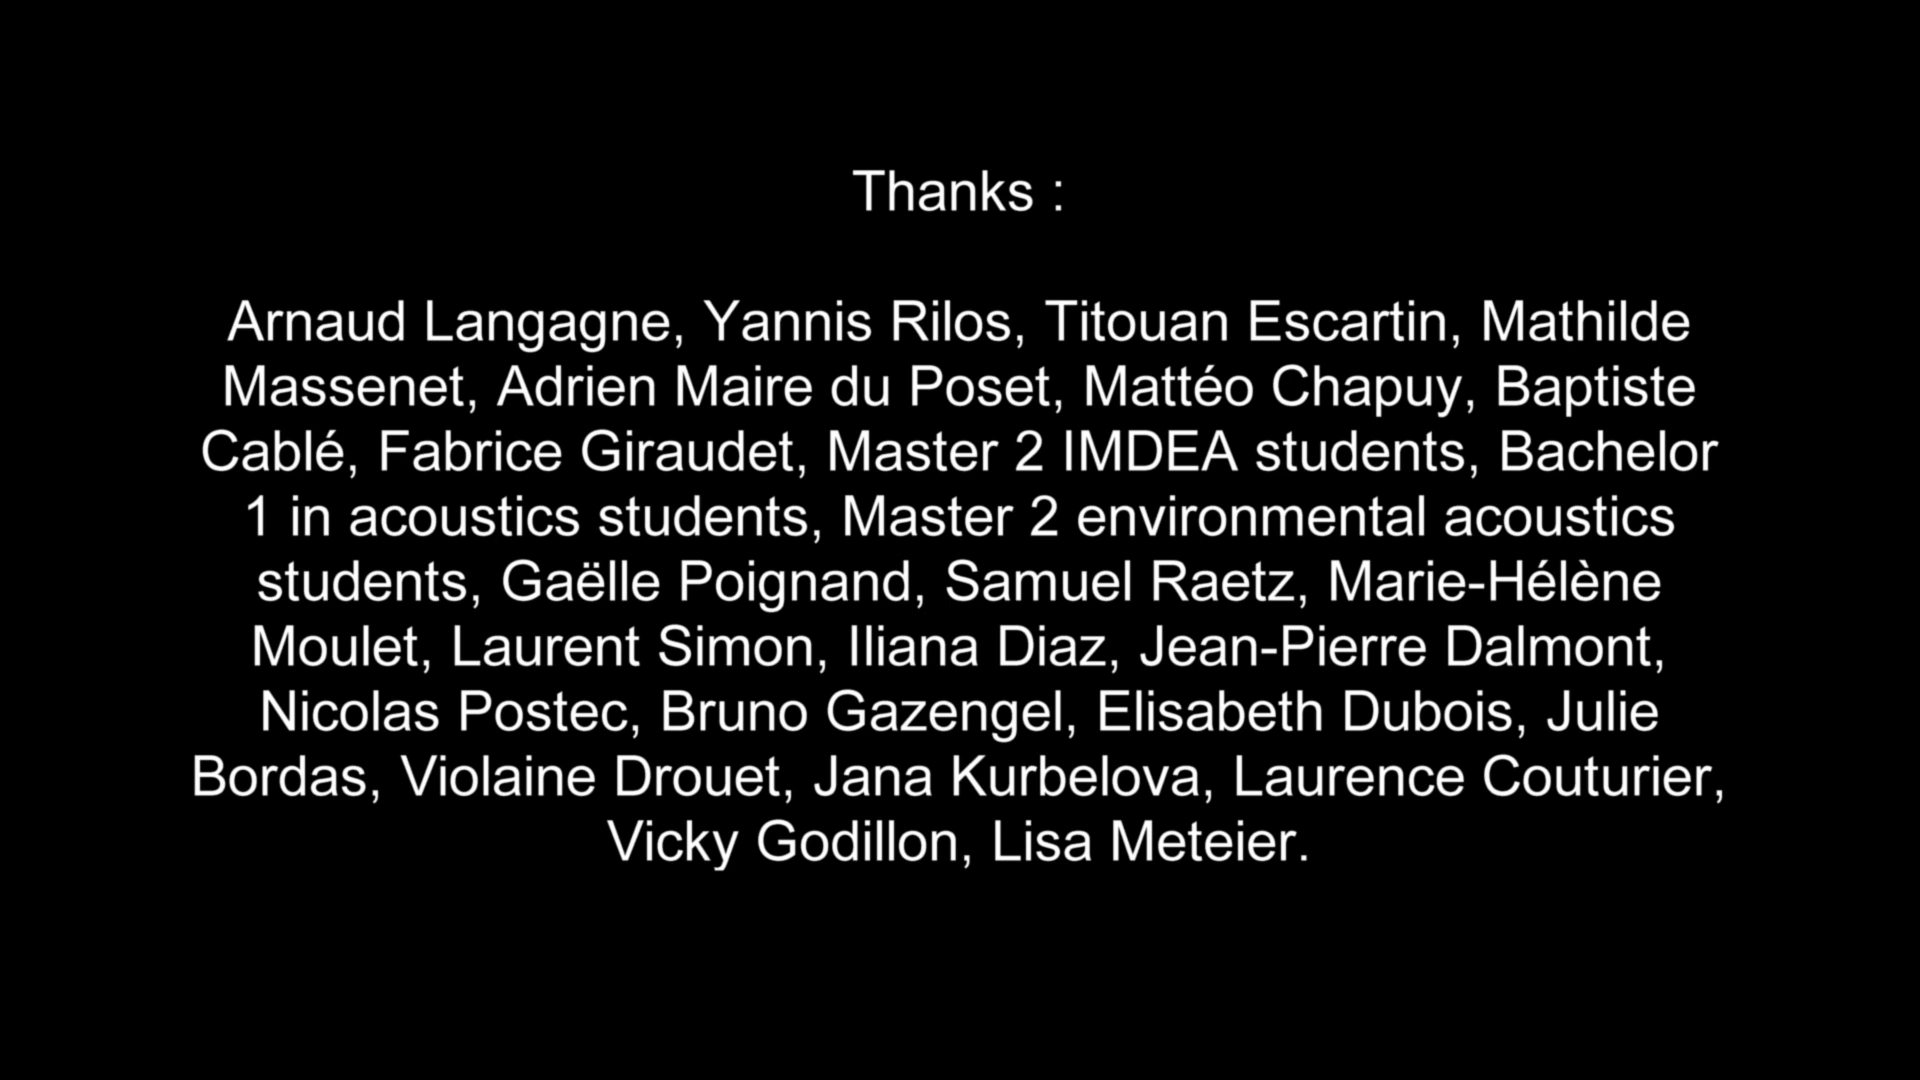 Thanks :
Arnaud Langagne, Yannis Rilos, Titouan Escartin, Mathilde
Massenet, Adrien Maire du Poset, Mattéo Chapuy, Baptiste
Cablé, Fabrice Giraudet, Master 2 IMDEA students, Bachelor
1 in acoustics students, Master 2 environmental acoustics
students, Gaëlle Poignand, Samuel Raetz, Marie-Hélène
Moulet, Laurent Simon, Iliana Diaz, Jean-Pierre Dalmont,
Nicolas Postec, Bruno Gazengel, Elisabeth Dubois, Julie
Bordas, Violaine Drouet, Jana Kurbelova, Laurence Couturier,
Vicky Godillon, Lisa Meteier.